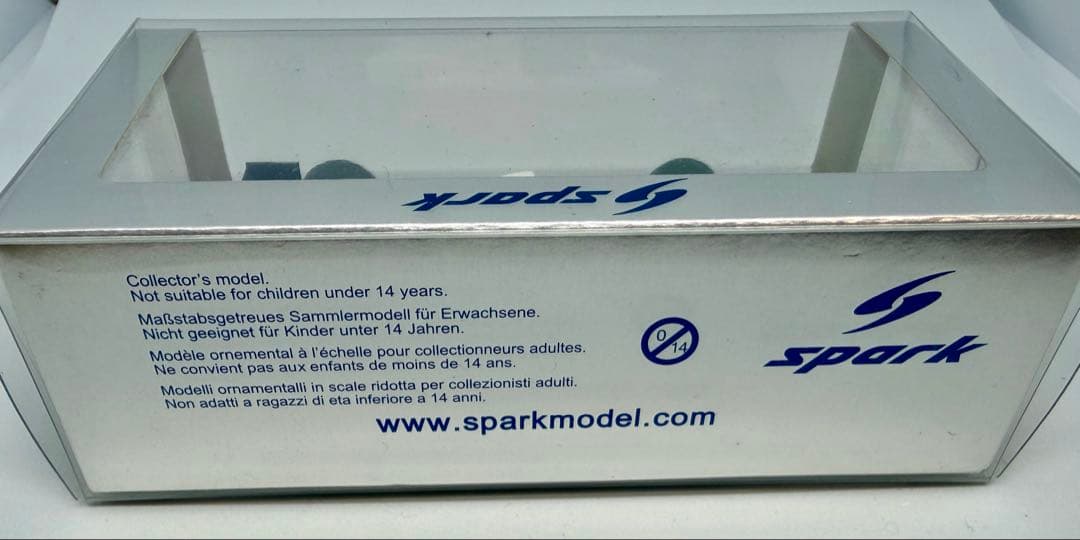 spark
Collector's model.
Not suitable for children under 14 years.
Maßstabsgetreues Sammlermodell für Erwachsene.
Nicht geeignet für Kinder unter 14 Jahren.
Modèle ornemental à l'échelle pour collectionneurs adultes.
Ne convient pas aux enfants de moins de 14 ans.
Modelli ornamentalli in scale ridotta per collezionisti adulti.
Non adatti a ragazzi di eta inferiore a 14 anni.
0
14
spark
www.sparkmodel.com